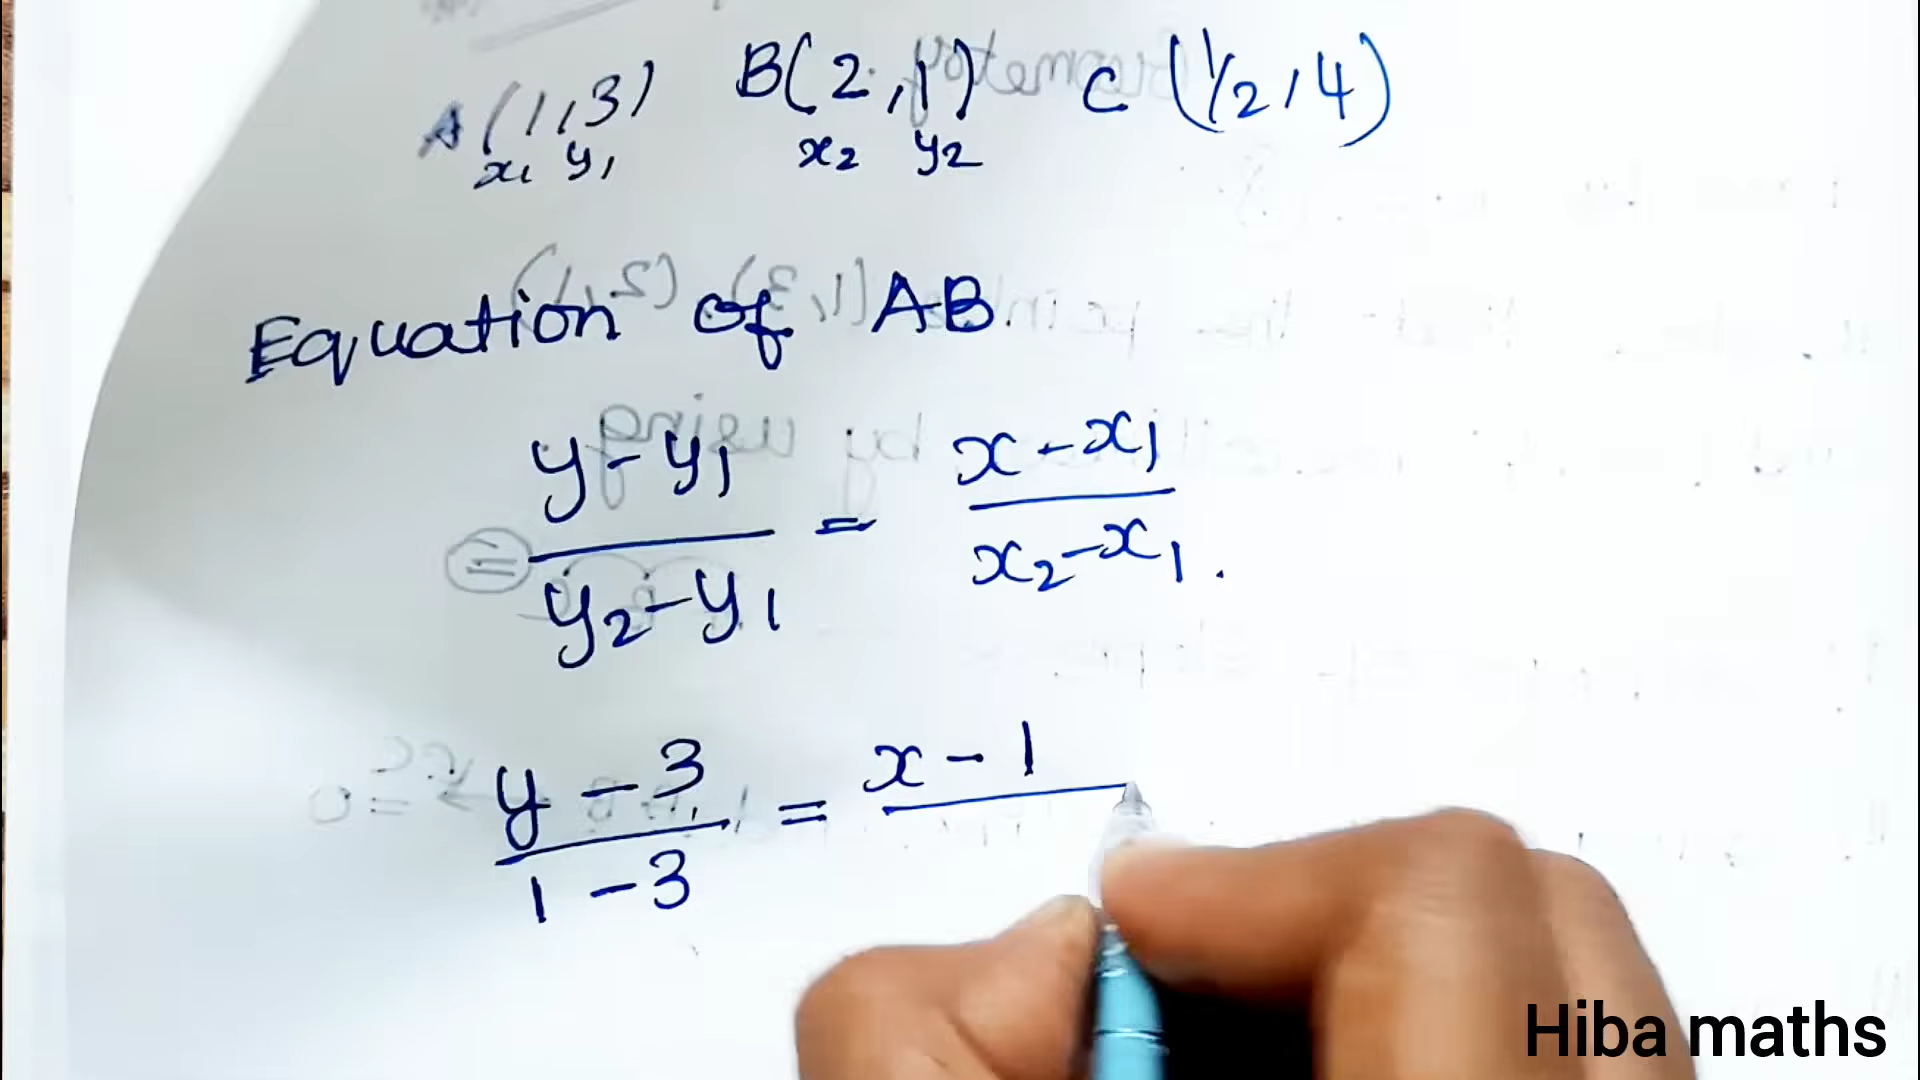 A (1,3) B(2,1) C (1/2,4)
x1 y1 x2 y2
Equation of AB
y-y1 = x-x1
y2-y1 x2-x1.
y-3 = x-1
1-3
Hiba maths